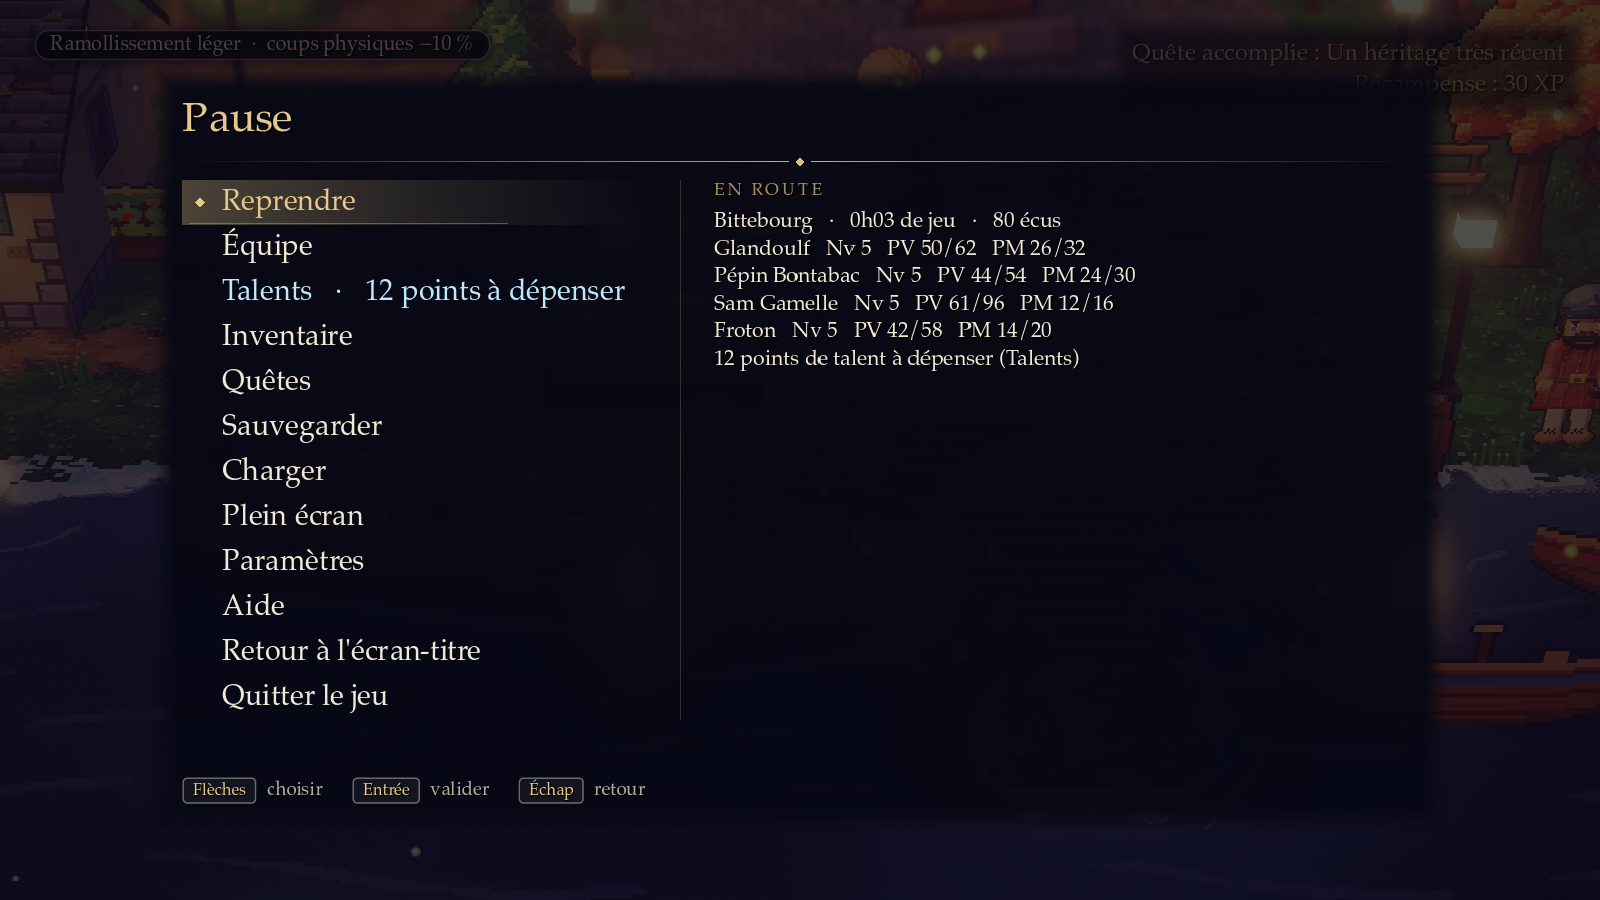 Ramollissement léger · coups physiques −10 %
Quête accomplie : Un héritage très récent
Récompense : 30 XP
Pause
Reprendre
Équipe
Talents · 12 points à dépenser
Inventaire
Quêtes
Sauvegarder
Charger
Plein écran
Paramètres
Aide
Retour à l'écran-titre
Quitter le jeu
EN ROUTE
Bittebourg · 0h03 de jeu · 80 écus
Glandoulf Nv 5 PV 50/62 PM 26/32
Pépin Bontabac Nv 5 PV 44/54 PM 24/30
Sam Gamelle Nv 5 PV 61/96 PM 12/16
Froton Nv 5 PV 42/58 PM 14/20
12 points de talent à dépenser (Talents)
Flèches choisir Entrée valider Échap retour